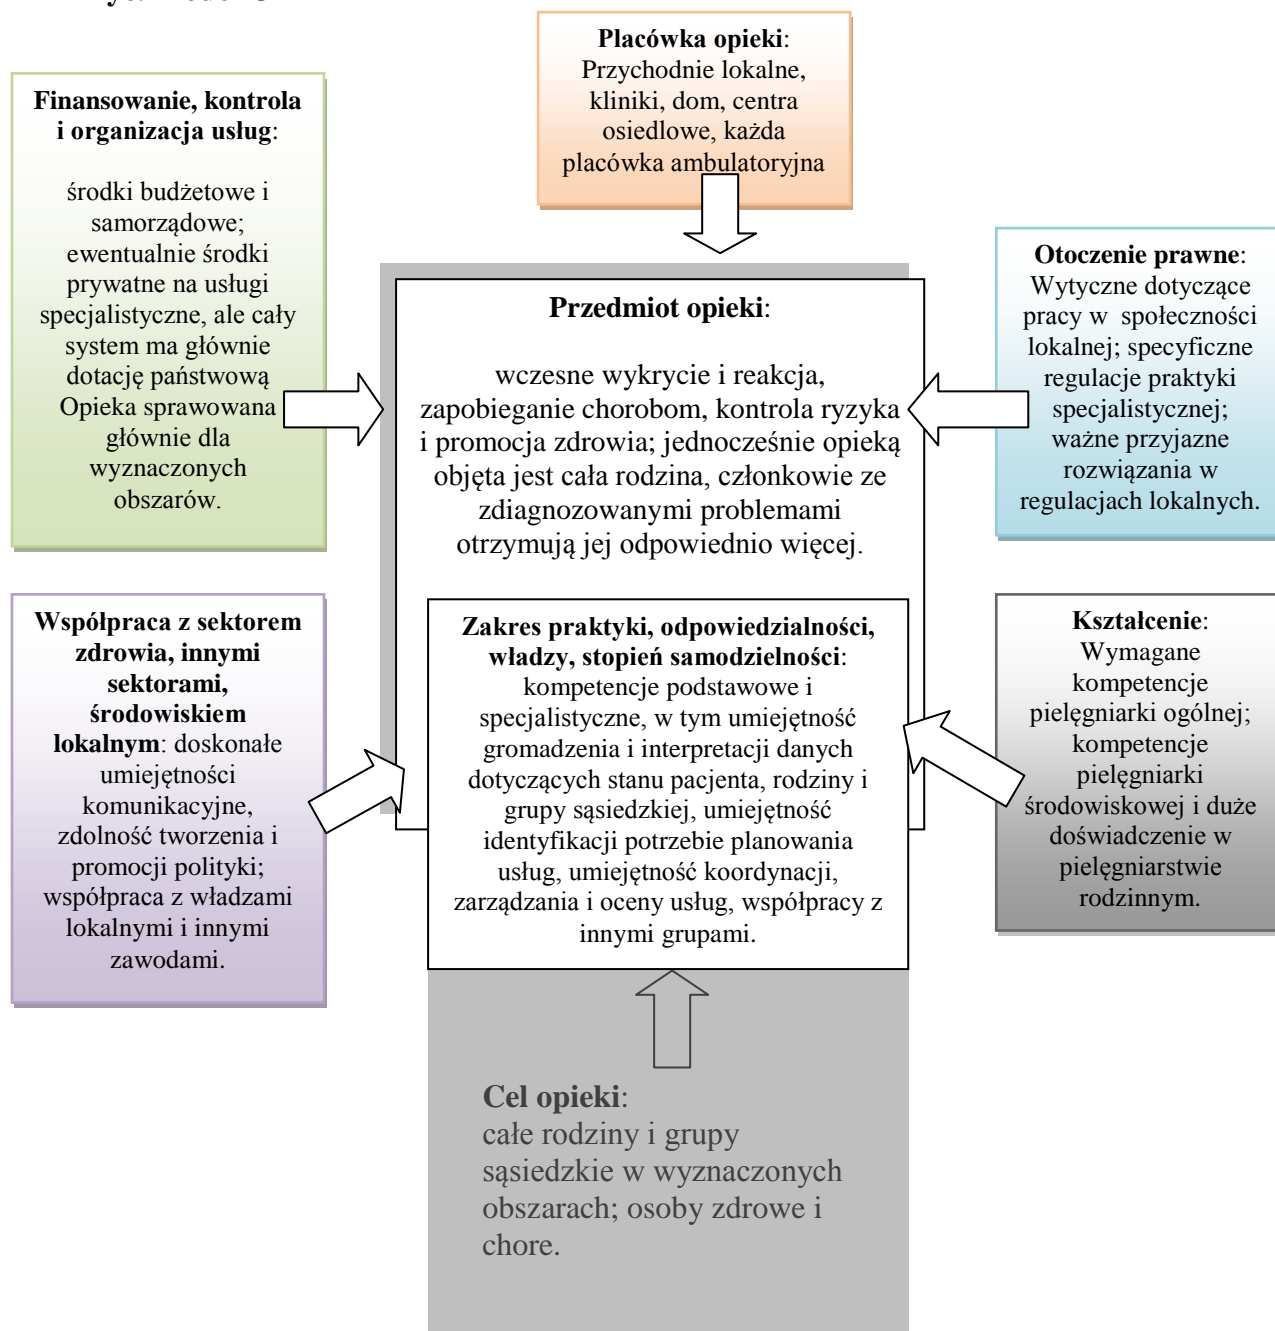 Placówka opieki:
Przychodnie lokalne,
kliniki, dom, centra
osiedlowe, każda
placówka ambulatoryjna
Finansowanie, kontrola
i organizacja usług:
środki budżetowe i
samorządowe;
ewentualnie środki
prywatne na usługi
specjalistyczne, ale cały
system ma głównie
dotację państwową
Opieka sprawowana
głównie dla
wyznaczonych
obszarów.
Przedmiot opieki:
wczesne wykrycie i reakcja,
zapobieganie chorobom, kontrola ryzyka
i promocja zdrowia; jednocześnie opieką
objęta jest cała rodzina, członkowie ze
zdiagnozowanymi problemami
otrzymują jej odpowiednio więcej.
Otoczenie prawne:
Wytyczne dotyczące
pracy w społeczności
lokalnej; specyficzne
regulacje praktyki
specjalistycznej;
ważne przyjazne
rozwiązania w
regulacjach lokalnych.
Współpraca z sektorem
zdrowia, innymi
sektorami,
środowiskiem
lokalnym: doskonałe
umiejętności
komunikacyjne,
zdolność tworzenia i
promocji polityki;
współpraca z władzami
lokalnymi i innymi
zawodami.
Zakres praktyki, odpowiedzialności,
władzy, stopień samodzielności:
kompetencje podstawowe i
specjalistyczne, w tym umiejętność
gromadzenia i interpretacji danych
dotyczących stanu pacjenta, rodziny i
grupy sąsiedzkiej, umiejętność
identyfikacji potrzebie planowania
usług, umiejętność koordynacji,
zarządzania i oceny usług, współpracy z
innymi grupami.
Kształcenie:
Wymagane
kompetencje
pielęgniarki ogólnej;
kompetencje
pielęgniarki
środowiskowej i duże
doświadczenie w
pielęgniarstwie
rodzinnym.
Cel opieki:
całe rodziny i grupy
sąsiedzkie w wyznaczonych
obszarach; osoby zdrowe i
chore.